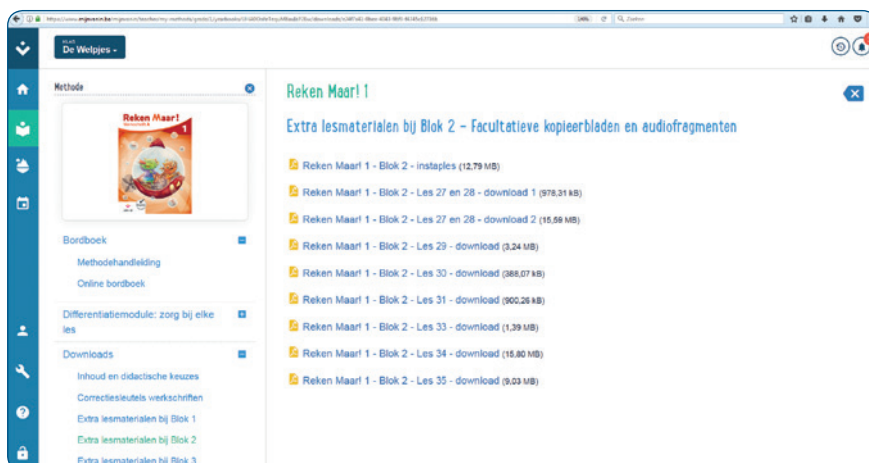 Zoeken
De Welpjes
Methode
Reken Maar!
1
Bordboek
Methodehandleiding
Online bordboek
Differentiatiemodule: zorg bij elke
les
Downloads
Inhoud en didactische keuzes
Correctiesleutels werkschriften
Extra lesmaterialen bij Blok 1
Extra lesmaterialen bij Blok 2
Extra lesmaterialen bij Blok 3
Reken Maar! 1
Extra lesmaterialen bij Blok 2 – Facultatieve kopieerbladen en audiofragmenten
Reken Maar! 1 - Blok 2 - instaples (12,79 MB)
Reken Maar! 1 - Blok 2 - Les 27 en 28 - download 1 (978,31 kB)
Reken Maar! 1 - Blok 2 - Les 27 en 28 - download 2 (15,59 MB)
Reken Maar! 1 - Blok 2 - Les 29 - download (3,24 MB)
Reken Maar! 1 - Blok 2 - Les 30 - download (388,07 kB)
Reken Maar! 1 - Blok 2 - Les 31 - download (900,26 kB)
Reken Maar! 1 - Blok 2 - Les 33 - download (1,39 MB)
Reken Maar! 1 - Blok 2 - Les 34 - download (15,80 MB)
Reken Maar! 1 - Blok 2 - Les 35 - download (9,03 MB)